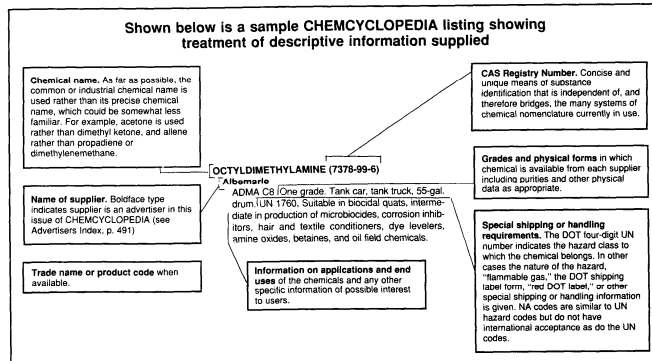 Shown below is a sample CHEMCYCLOPEDIA listing showing
treatment of descriptive information supplied
Chemical name. As far as possible, the
common or industrial chemical name is
used rather than its precise chemical
name, which could be somewhat less
familiar. For example, acetone is used
rather than dimethyl ketone, and allene
rather than propadiene or
dimethylenemethane.
Name of supplier. Boldface type
indicates supplier is an advertiser in this
issue of CHEMCYCLOPEDIA (see
Advertisers Index, p. 491)
Trade name or product code when
available.
OCTYLDIMETHYLAMINE (7378-99-6)
Albemarle
ADMA C8 One grade. Tank car, tank truck, 55-gal.
drum. UN 1760, Suitable in biocidal quats, interme-
diate in production of microbiocides, corrosion inhib-
itors, hair and textile conditioners, dye levelers,
amine oxides, betaines, and oil field chemicals.
Information on applications and end
uses of the chemicals and any other
specific information of possible interest
to users.
CAS Registry Number. Concise and
unique means of substance
identification that is independent of, and
therefore bridges, the many systems of
chemical nomenclature currently in use.
Grades and physical forms in which
chemical is available from each supplier
including purities and other physical
data as appropriate.
Special shipping or handling
requirements. The DOT four-digit UN
number indicates the hazard class to
which the chemical belongs. In other
cases the nature of the hazard,
"flammable gas," the DOT shipping
label form, "red DOT label," or other
special shipping or handling information
is given. NA codes are similar to UN
hazard codes but do not have
international acceptance as do the UN
codes.